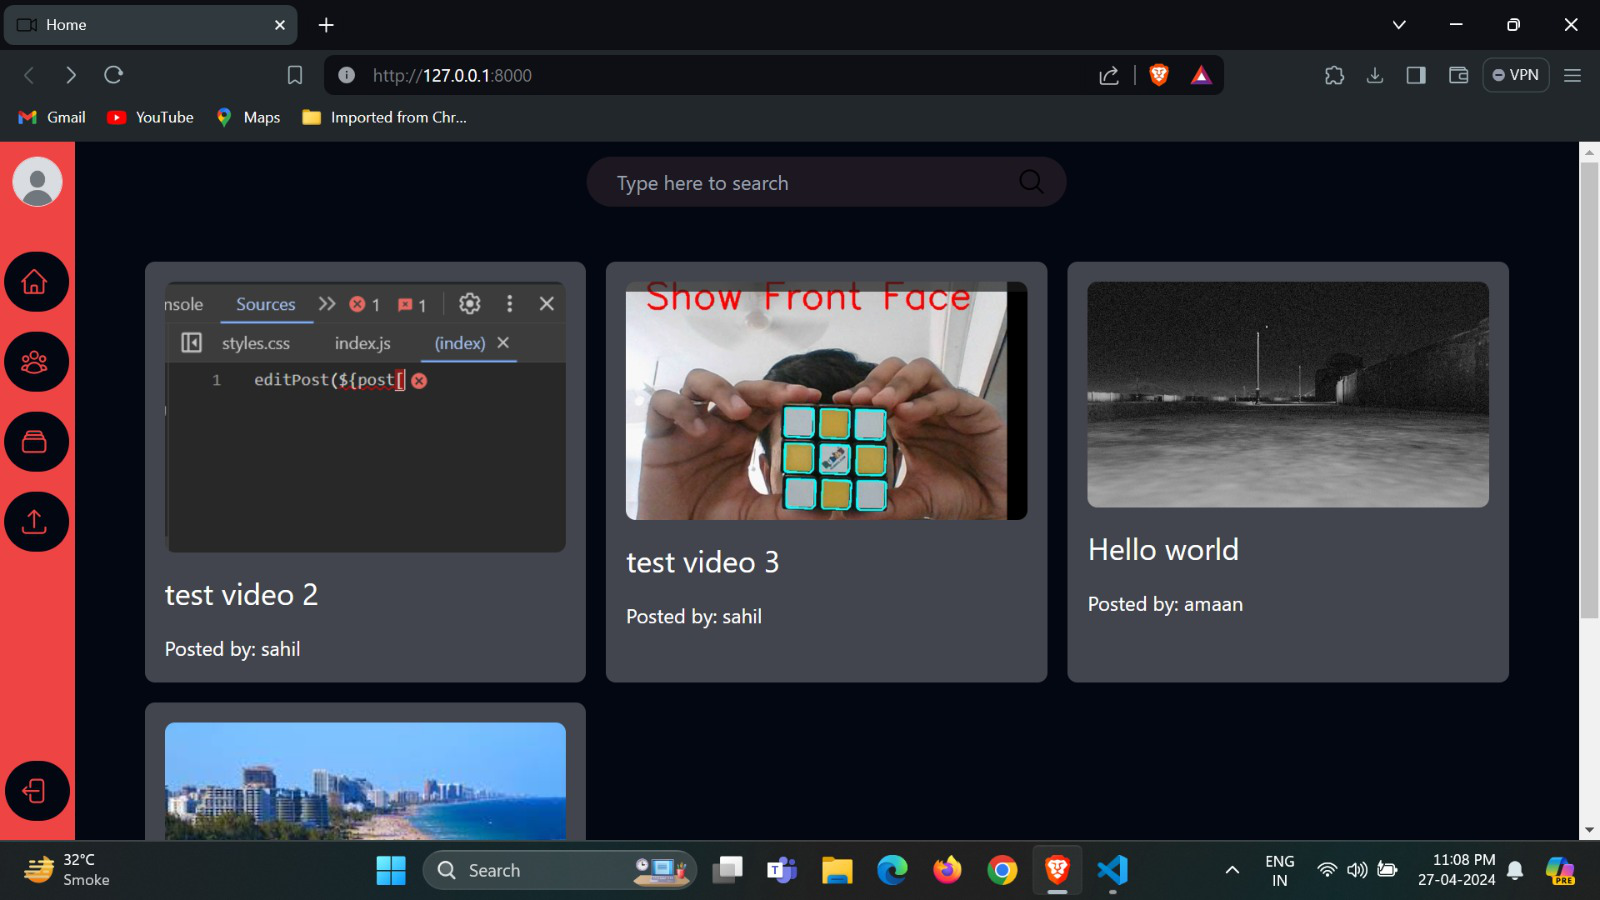 Home
http://127.0.0.1:8000
VPN
Gmail
YouTube
Maps
Imported from Chr...
Type here to search
nsole
Sources
1
1
styles.css
index.js
(index)
1 editPost(${post[
test video 2
Posted by: sahil
Show Front Face
test video 3
Posted by: sahil
Hello world
Posted by: amaan
32°C
Smoke
Search
ENG
IN
11:08 PM
27-04-2024
PRE